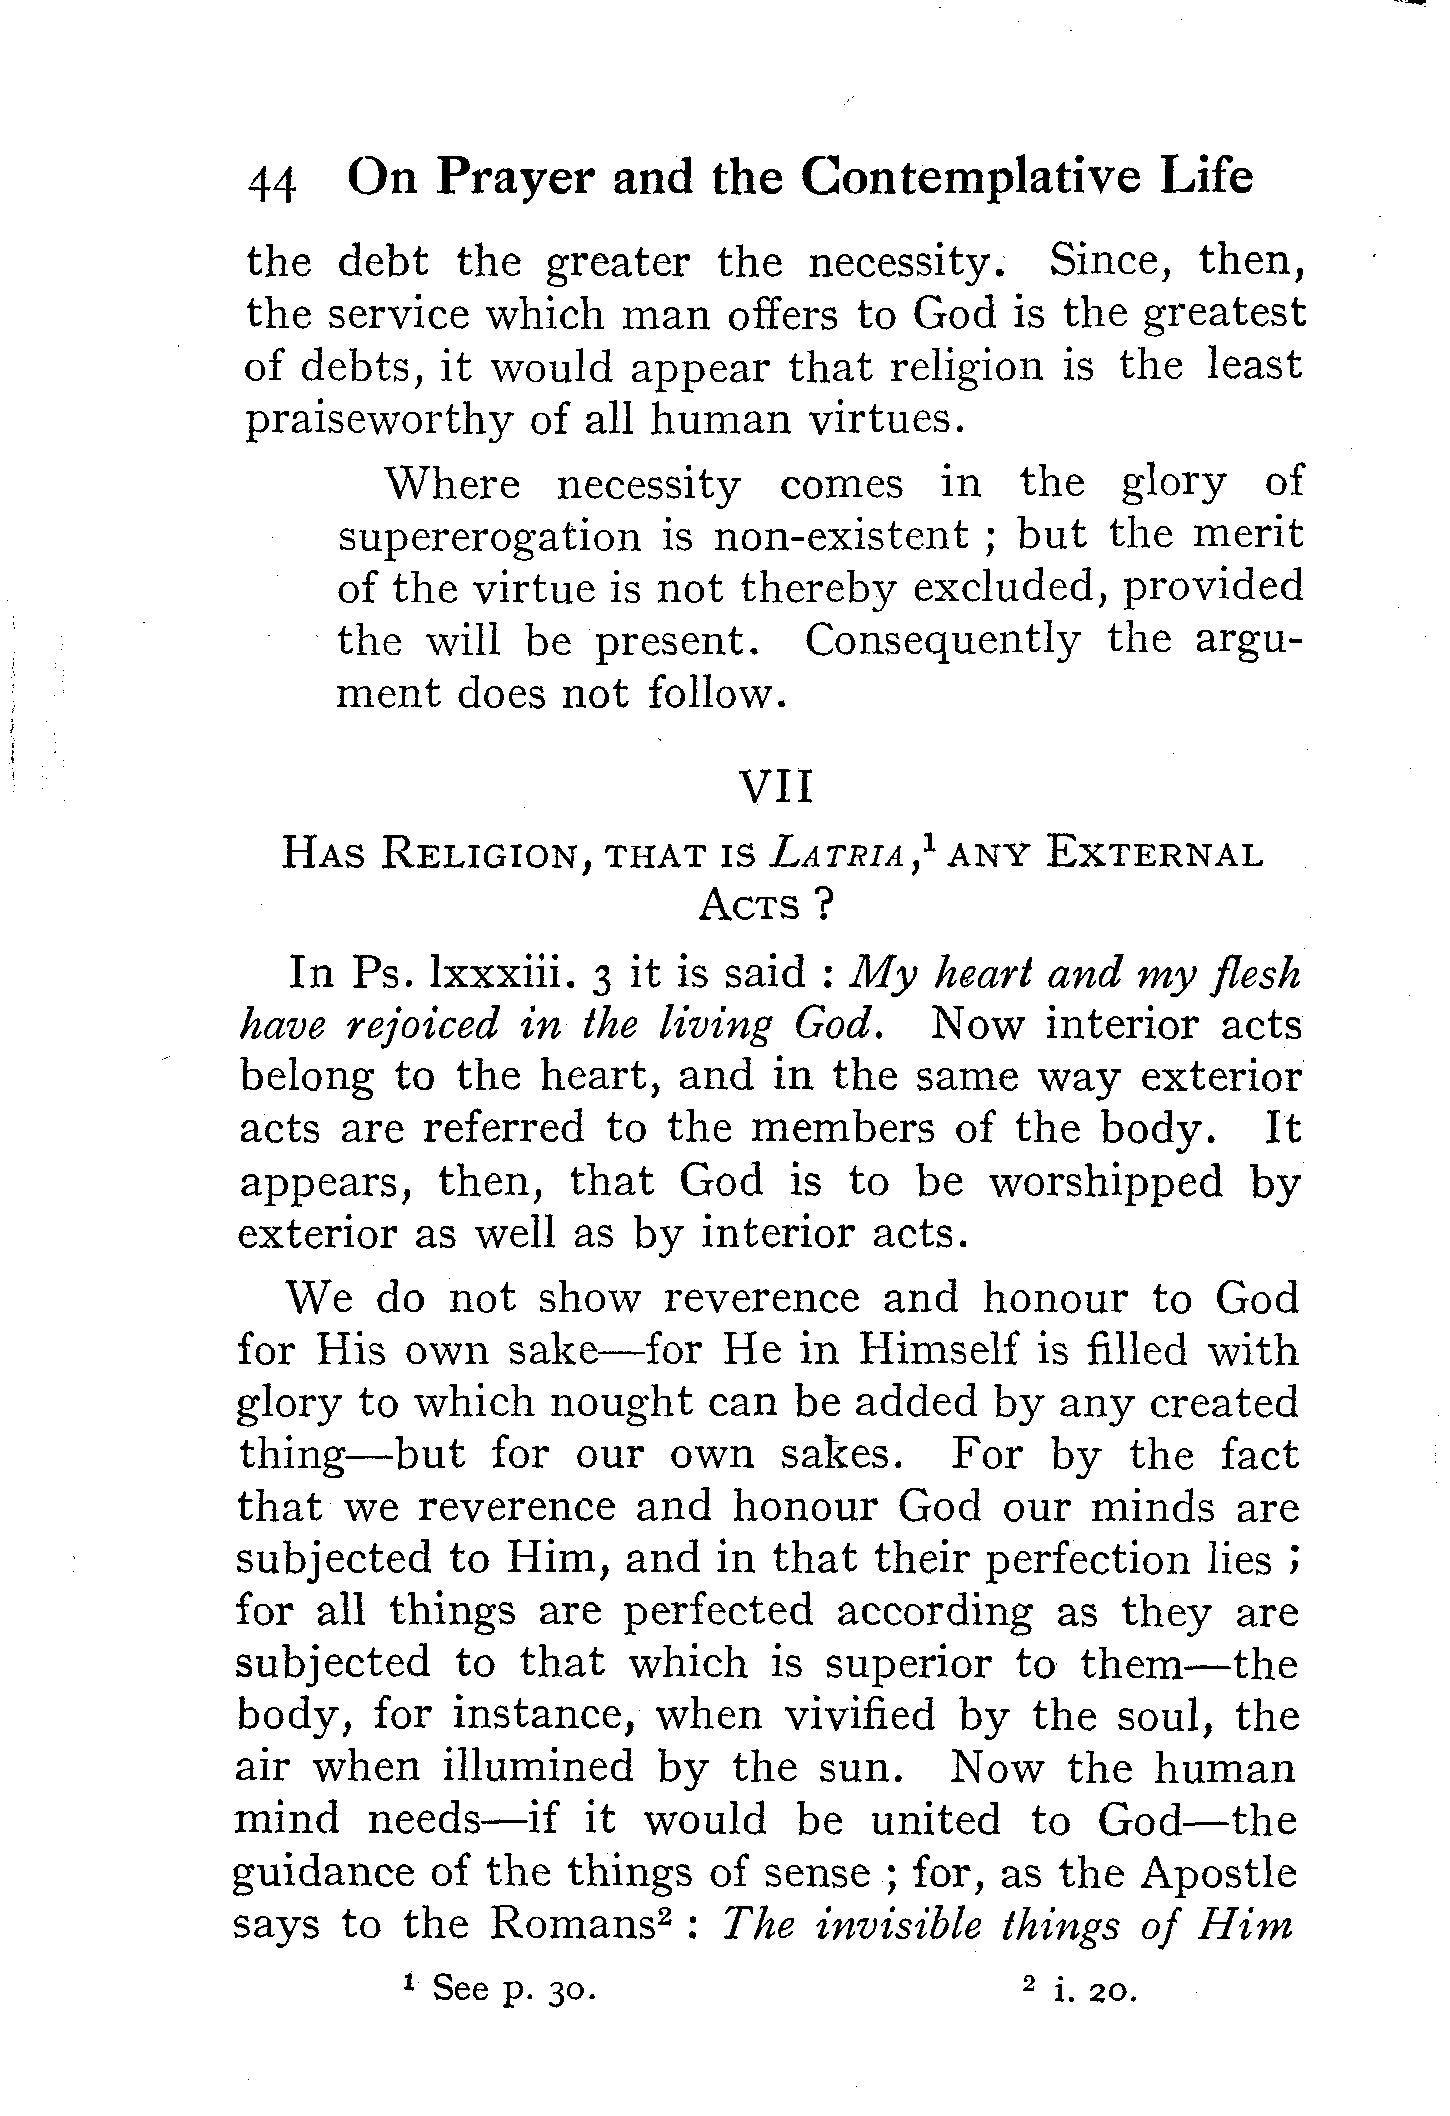 44 On Prayer and the Contemplative Life
the debt the greater the necessity. Since, then,
the service which man offers to God is the greatest
of debts, it would appear that religion is the least
praiseworthy of all human virtues.
Where necessity comes in the glory of
supererogation is non-existent ; but the merit
of the virtue is not thereby excluded, provided
the will be present. Consequently the argu-
ment does not follow.
VII
Has Religion, that is Latria,¹ any External
Acts ?
In Ps. lxxxiii. 3 it is said : My heart and my flesh
have rejoiced in the living God. Now interior acts
belong to the heart, and in the same way exterior
acts are referred to the members of the body. It
appears, then, that God is to be worshipped by
exterior as well as by interior acts.
We do not show reverence and honour to God
for His own sake—for He in Himself is filled with
glory to which nought can be added by any created
thing—but for our own sakes. For by the fact
that we reverence and honour God our minds are
subjected to Him, and in that their perfection lies ;
for all things are perfected according as they are
subjected to that which is superior to them—the
body, for instance, when vivified by the soul, the
air when illumined by the sun. Now the human
mind needs—if it would be united to God—the
guidance of the things of sense ; for, as the Apostle
says to the Romans² : The invisible things of Him
¹ See p. 30. ² i. 20.